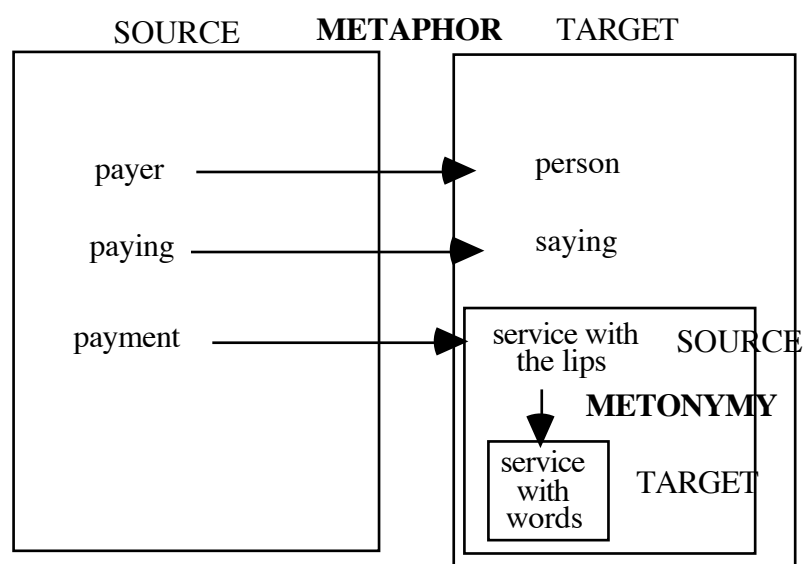 SOURCE METAPHOR TARGET
payer person
paying saying
payment service with
the lips SOURCE
METONYMY
service
with
words TARGET